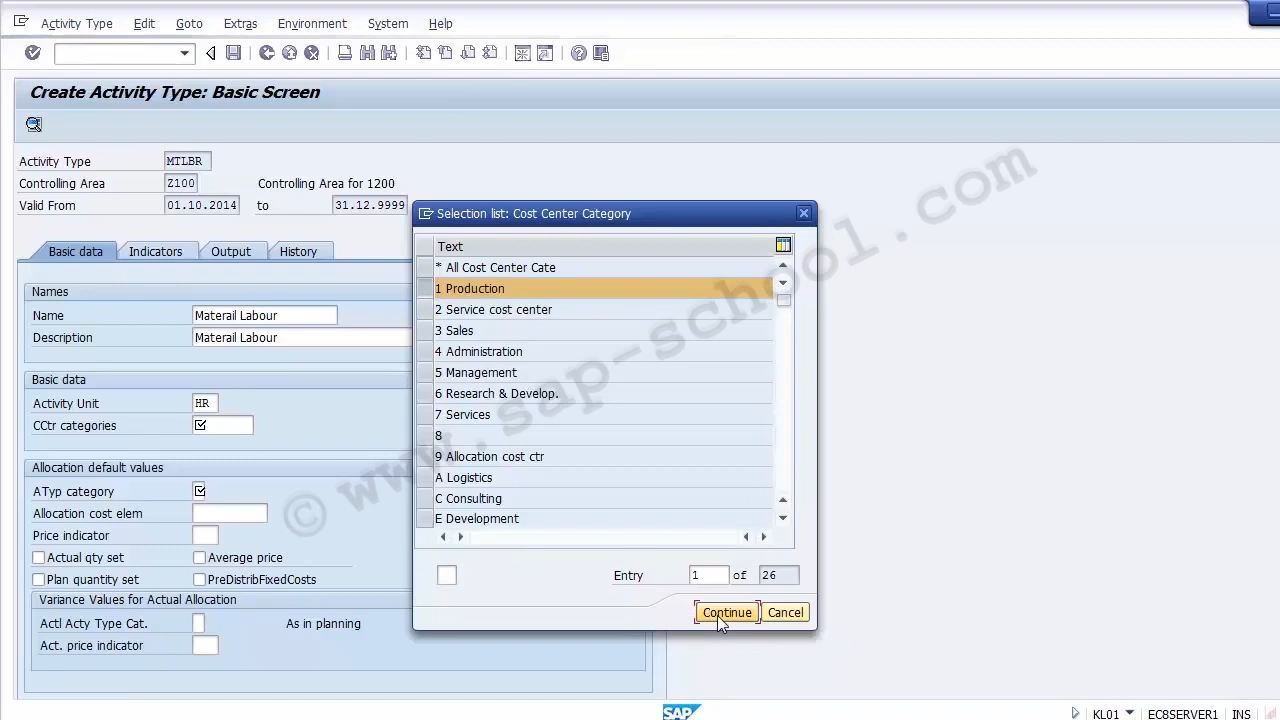 Activity Type Edit Goto Extras Environment System Help
Create Activity Type: Basic Screen
Activity Type MTLBR
Controlling Area Z100 Controlling Area for 1200
Valid From 01.10.2014 to 31.12.9999
Basic data Indicators Output History
Names
Name Materail Labour
Description Materail Labour
Basic data
Activity Unit HR
CCtr categories
Allocation default values
ATyp category
Allocation cost elem
Price indicator
Actual qty set Average price
Plan quantity set PreDistribFixedCosts
Variance Values for Actual Allocation
Actl Acty Type Cat. As in planning
Act. price indicator
Selection list: Cost Center Category
Text
* All Cost Center Cate
1 Production
2 Service cost center
3 Sales
4 Administration
5 Management
6 Research & Develop.
7 Services
8
9 Allocation cost ctr
A Logistics
C Consulting
E Development
Entry 1 of 26
Continue Cancel
© www.sap-school.com
SAP KL01 EC8SERVER1 INS